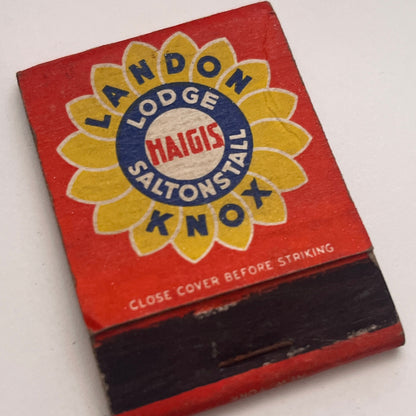 LANDON
LODGE
HAIGIS
SALTONSTALL
KNOX
CLOSE COVER BEFORE STRIKING